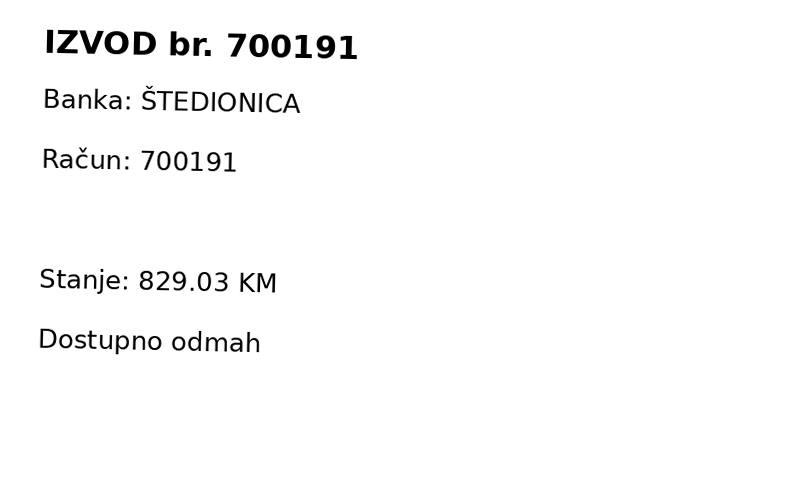 IZVOD br. 700191
Banka: ŠTEDIONICA
Račun: 700191
Stanje: 829.03 KM
Dostupno odmah